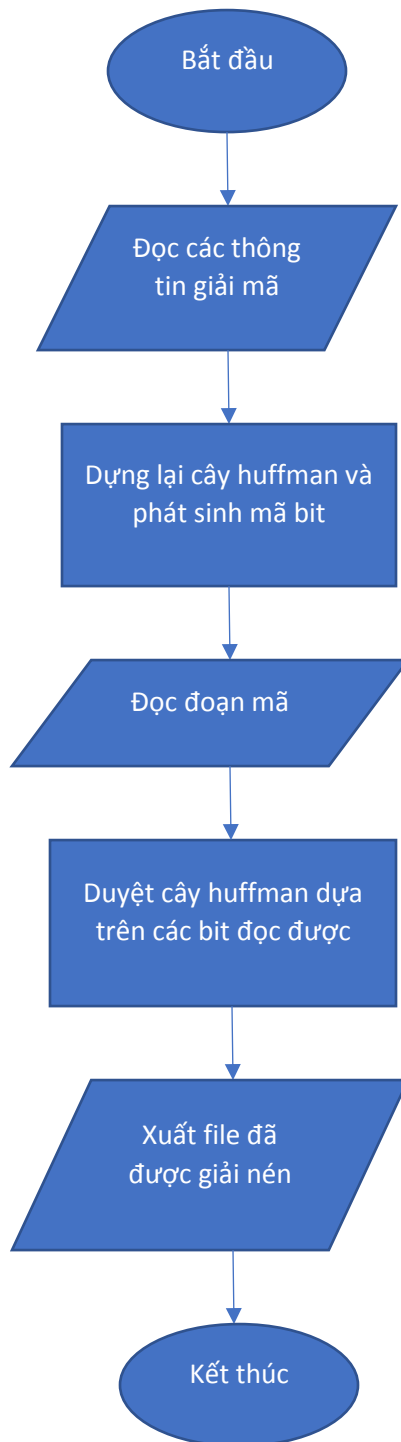 Bắt đầu
Đọc các thông
tin giải mã
Dựng lại cây huffman và
phát sinh mã bit
Đọc đoạn mã
Duyệt cây huffman dựa
trên các bit đọc được
Xuất file đã
được giải nén
Kết thúc